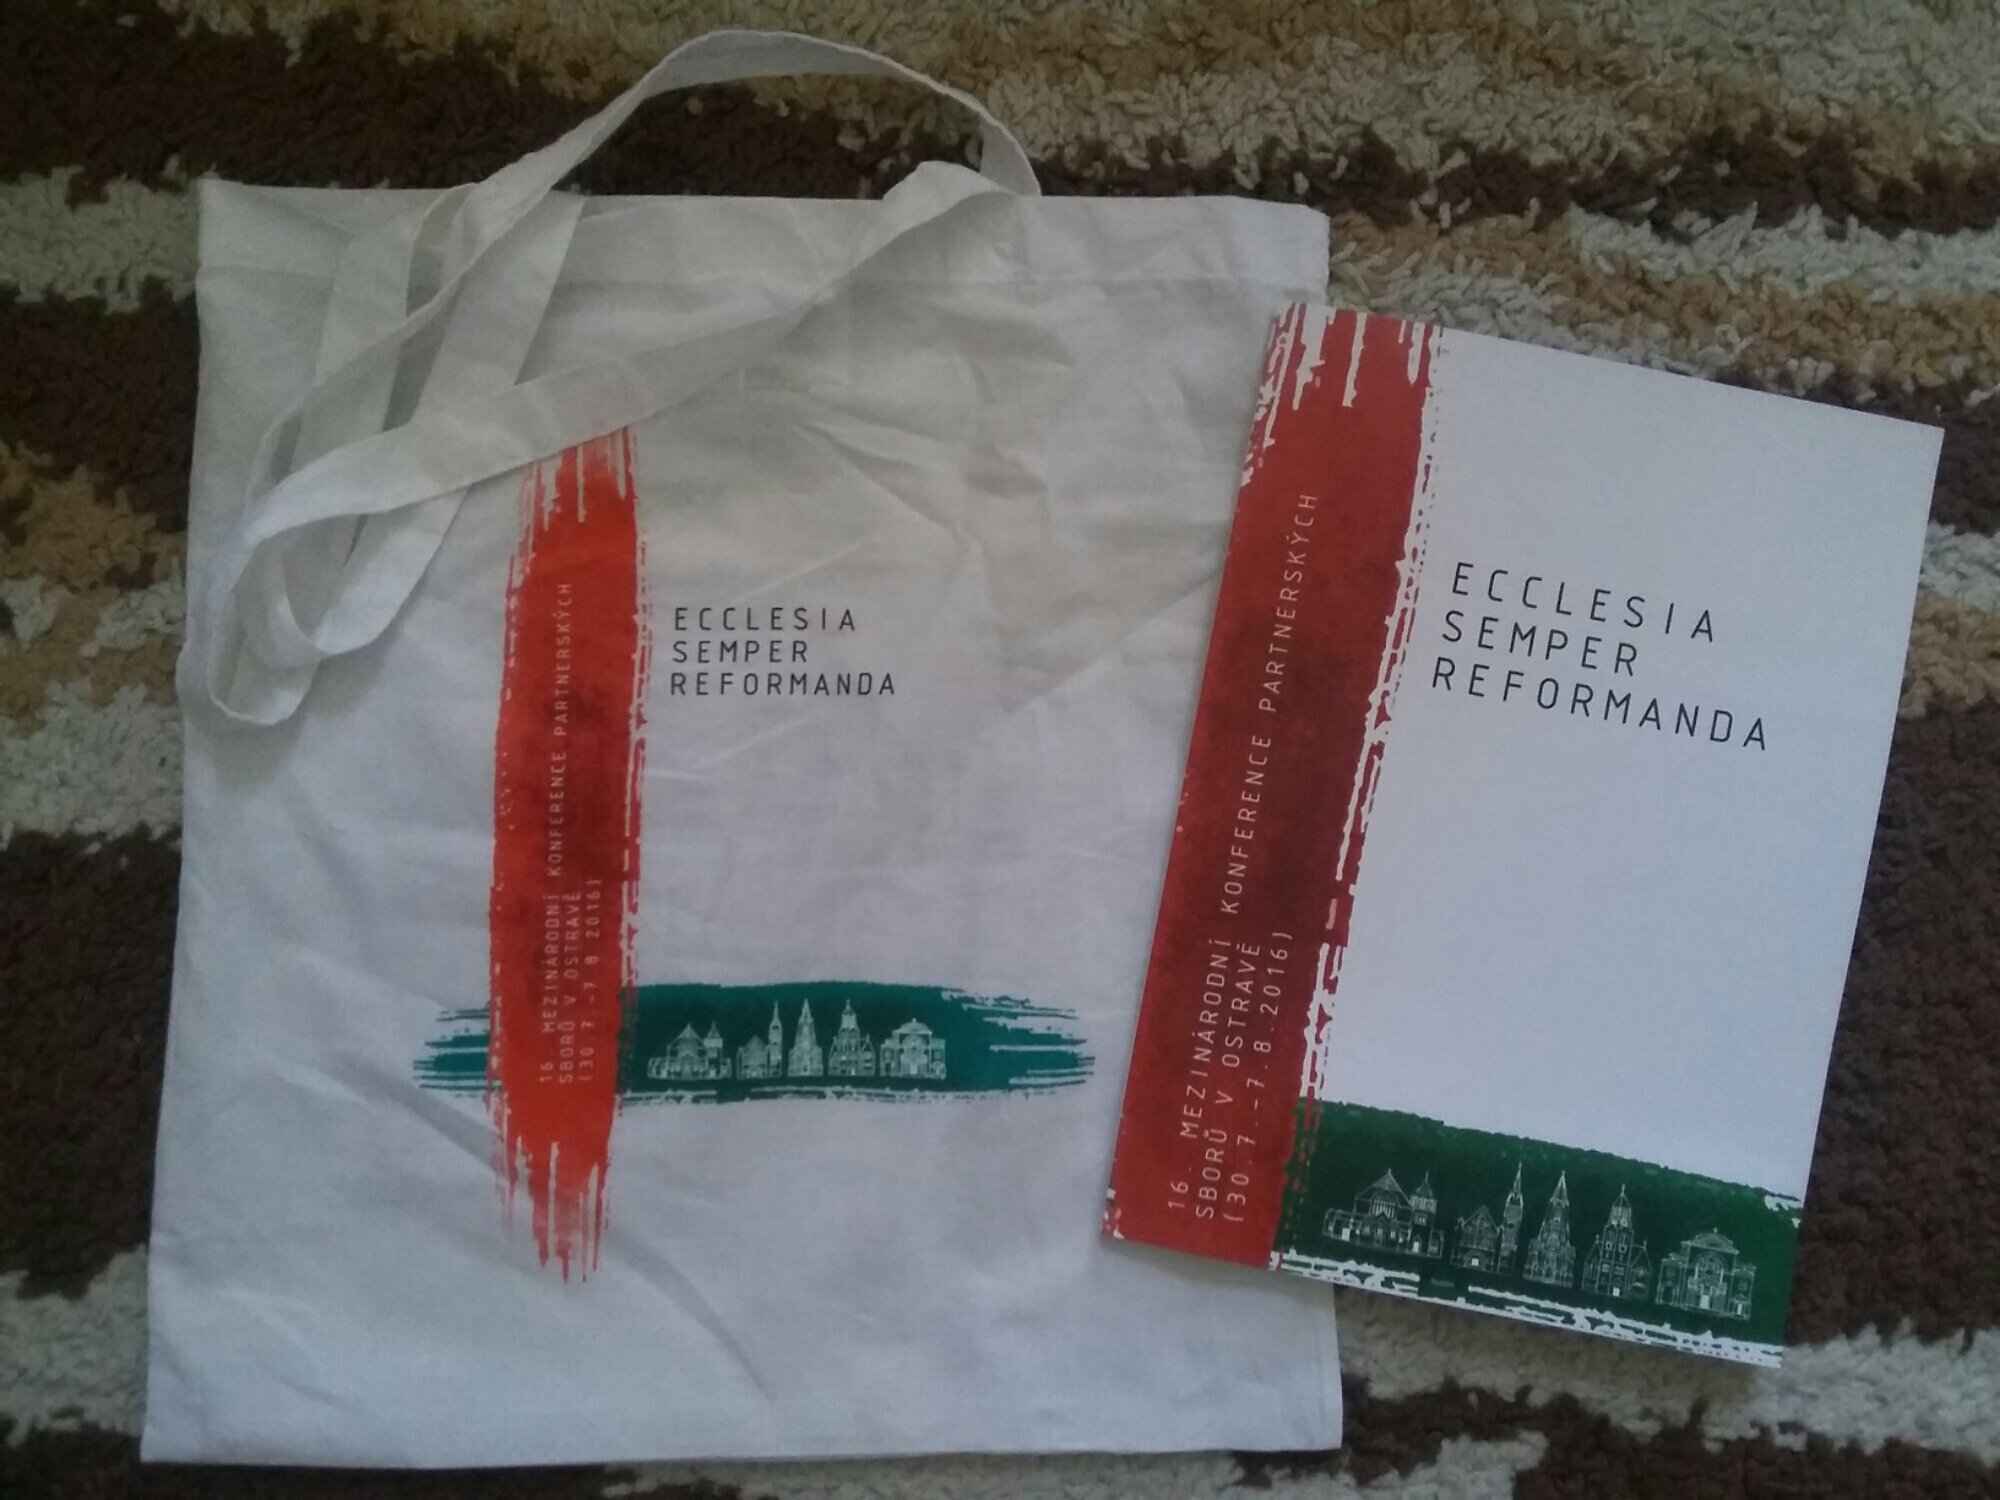 ECCLESIA
SEMPER
REFORMANDA
16. MEZINÁRODNÍ KONFERENCE PARTNERSKÝCH
SBORŮ V OSTRAVĚ
(30.7.-7.8.2016)
ECCLESIA
SEMPER
REFORMANDA
16. MEZINÁRODNÍ KONFERENCE PARTNERSKÝCH
SBORŮ V OSTRAVĚ
(30.7.-7.8.2016)